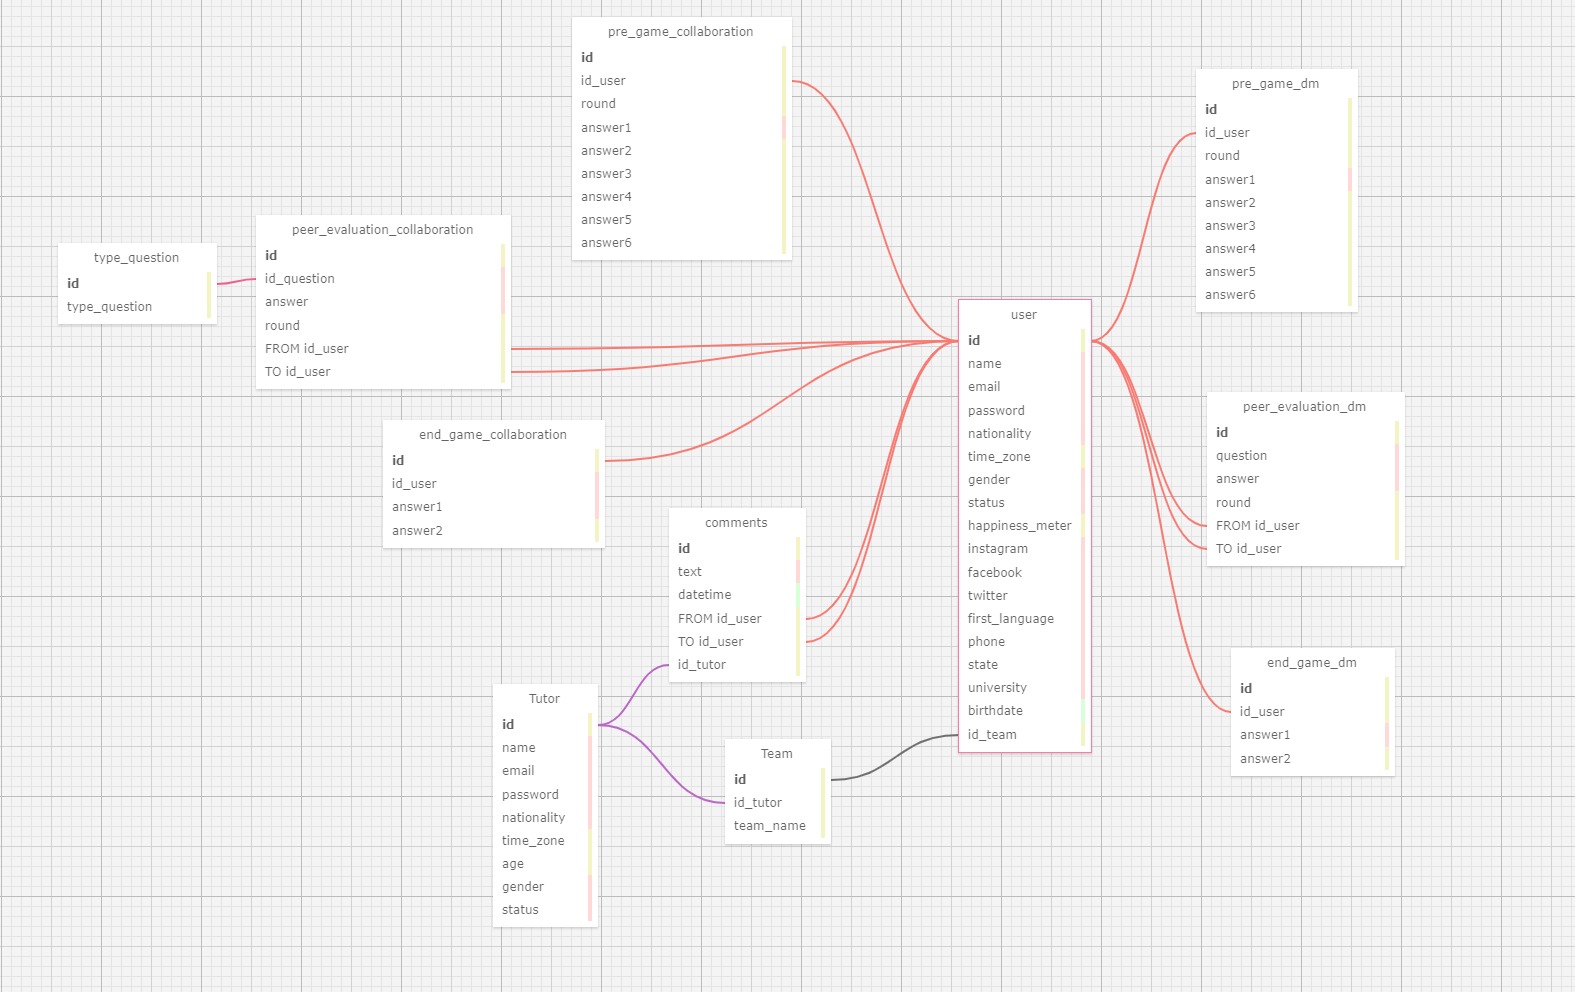 pre_game_collaboration
id
id_user
round
answer1
answer2
answer3
answer4
answer5
answer6
pre_game_dm
id
id_user
round
answer1
answer2
answer3
answer4
answer5
answer6
type_question
id
type_question
peer_evaluation_collaboration
id
id_question
answer
round
FROM id_user
TO id_user
user
id
name
email
password
nationality
time_zone
gender
status
happiness_meter
instagram
facebook
twitter
first_language
phone
state
university
birthdate
id_team
peer_evaluation_dm
id
question
answer
round
FROM id_user
TO id_user
end_game_collaboration
id
id_user
answer1
answer2
comments
id
text
datetime
FROM id_user
TO id_user
id_tutor
end_game_dm
id
id_user
answer1
answer2
Tutor
id
name
email
password
nationality
time_zone
age
gender
status
Team
id
id_tutor
team_name